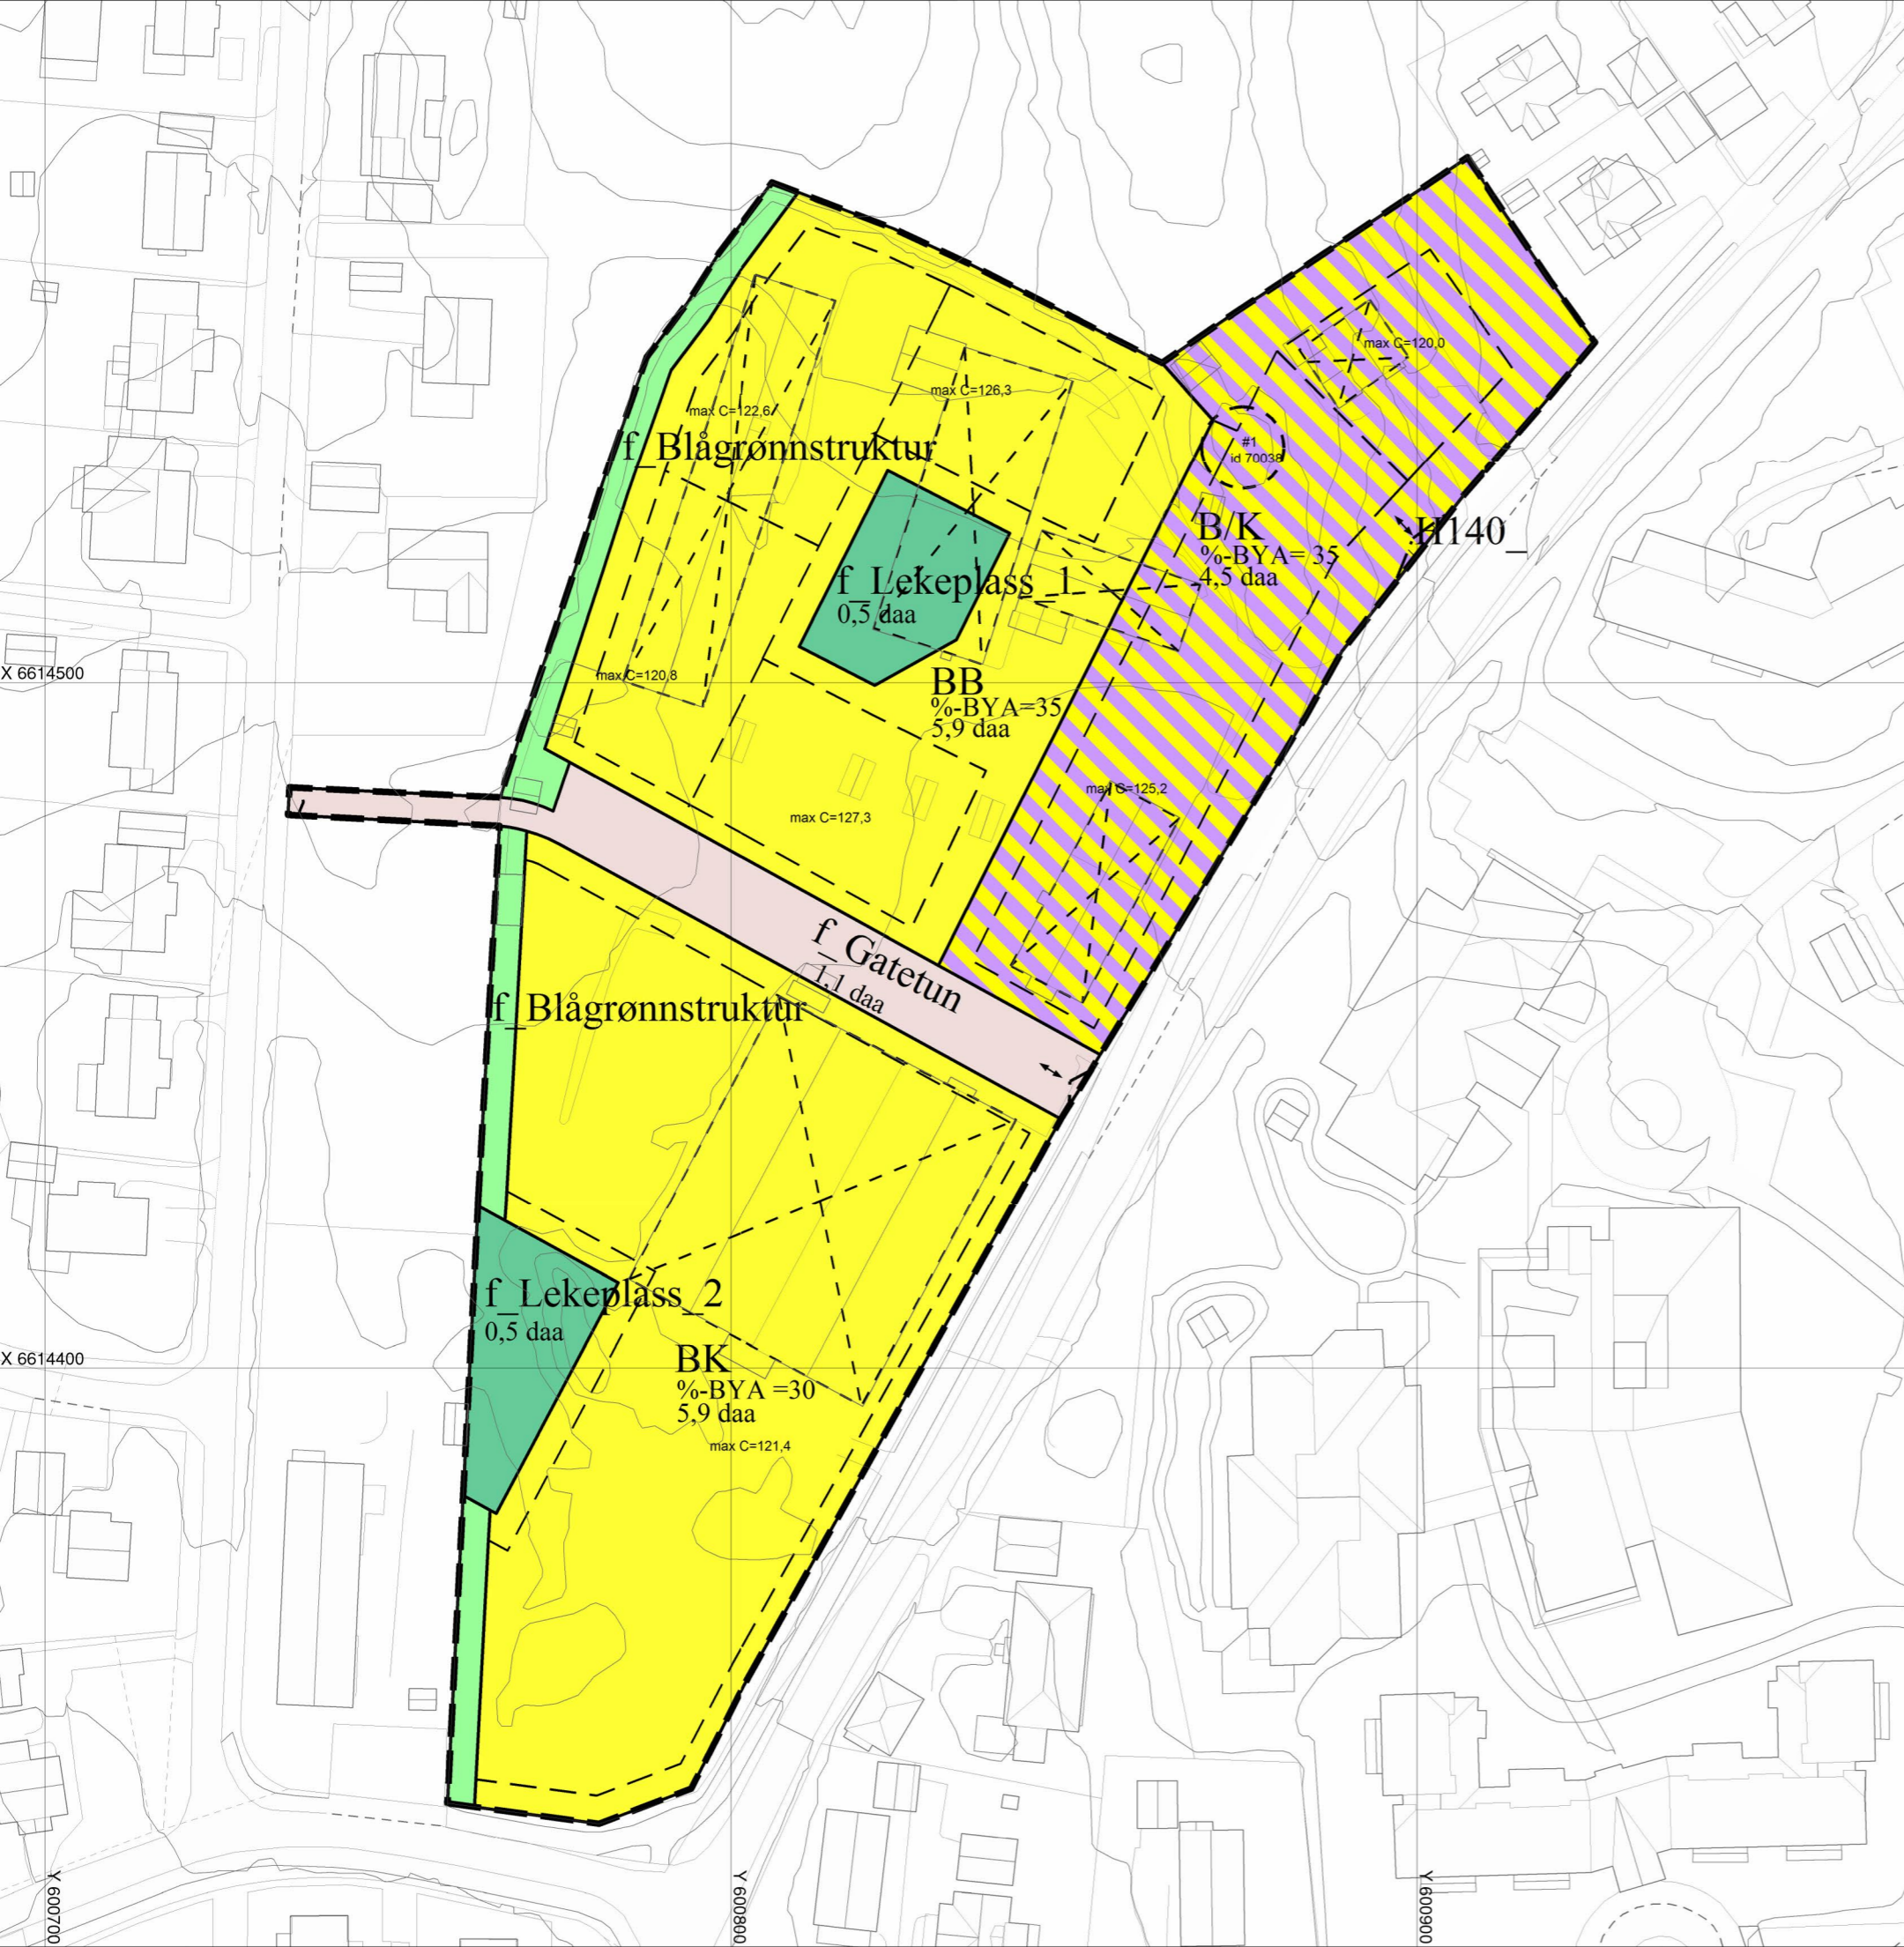 max C=120,0
max C=126,3
max C=122,6
#1
id 70038
f_Blågrønnstruktur
B/K
%-BYA= 35
4,5 daa
H140_
f_Lekeplass_1
0,5 daa
X 6614500
max C=120,8
BB
%-BYA=35
5,9 daa
max C=125,2
max C=127,3
f_Gatetun
1,1 daa
f_Blågrønnstruktur
f_Lekeplass_2
0,5 daa
X 6614400
BK
%-BYA =30
5,9 daa
max C=121,4
Y 600700
Y 600800
Y 600900